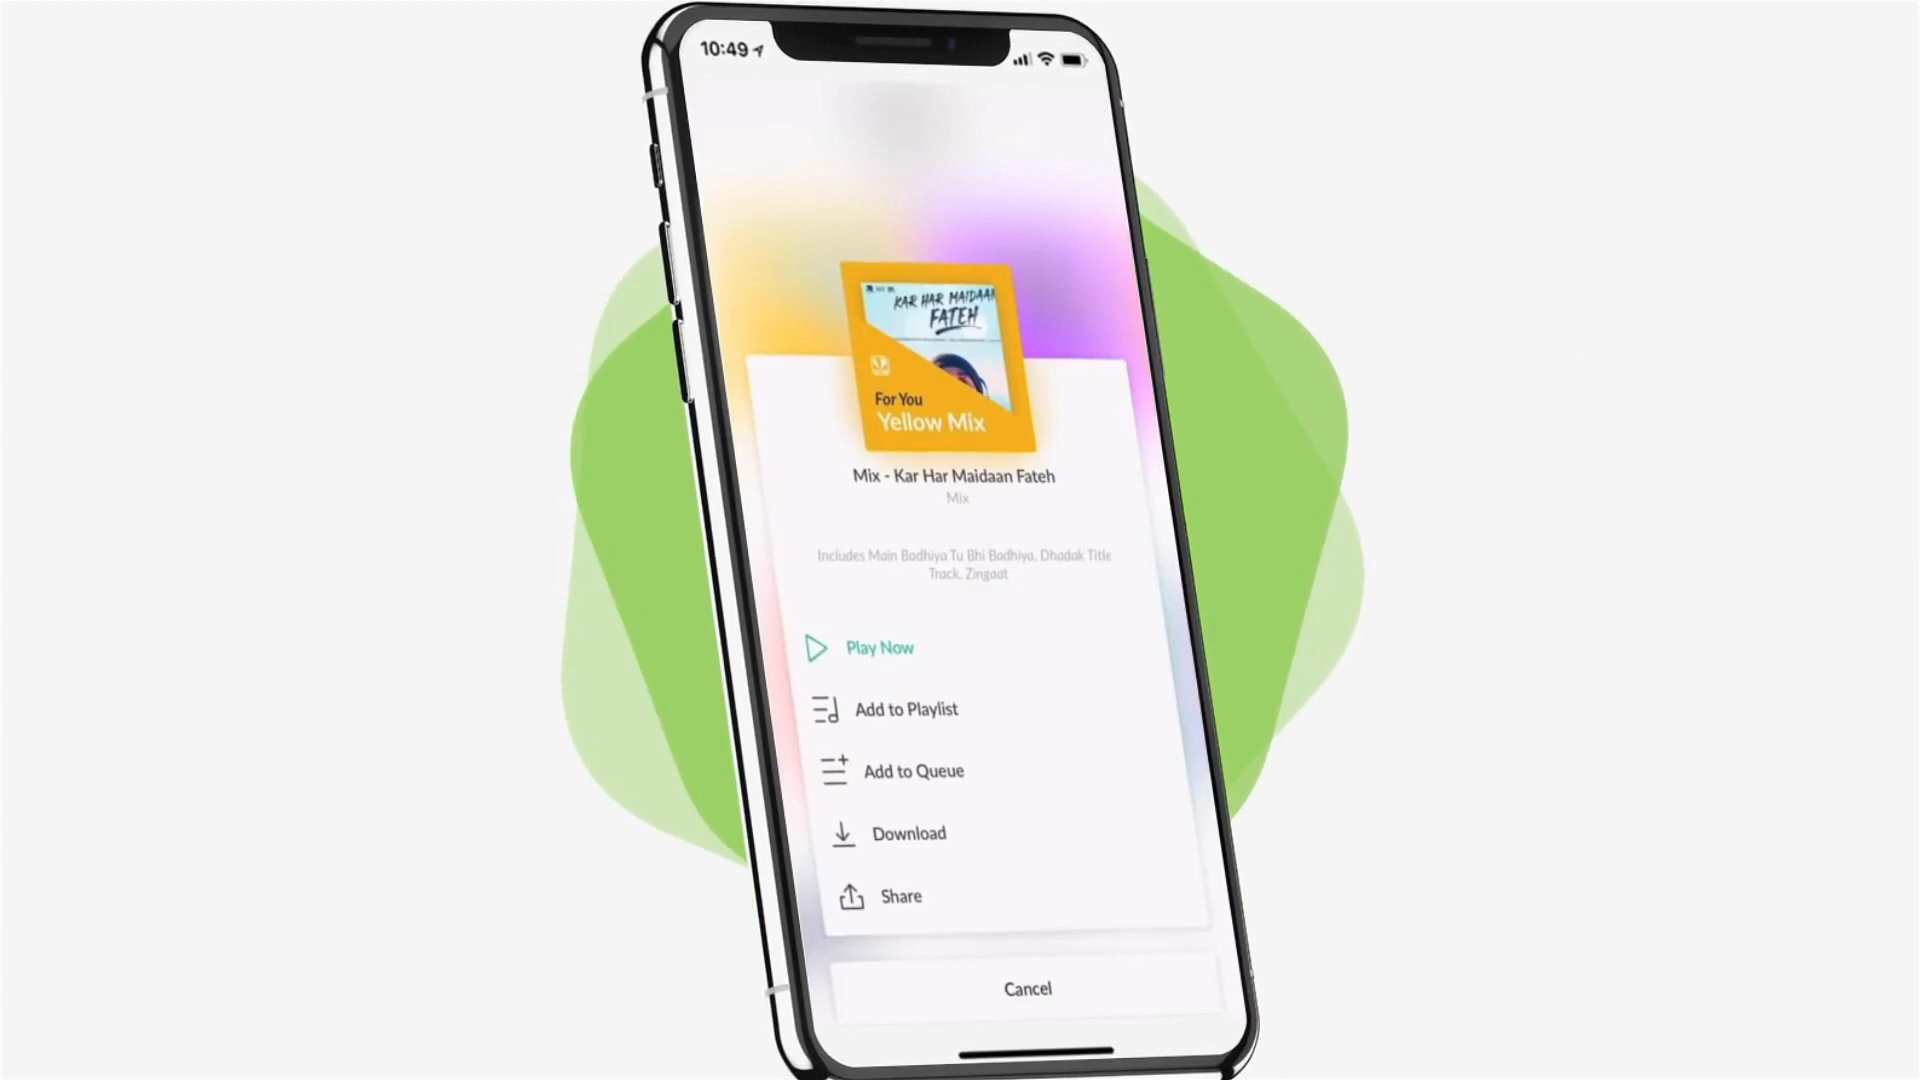 10:49
KAR HAR MAIDAAN
FATEH
For You
Yellow Mix
Mix - Kar Har Maidaan Fateh
Mix
Includes Main Badhiya Tu Bhi Badhiya, Dhadak Title
Track, Zingaat
Play Now
Add to Playlist
Add to Queue
Download
Share
Cancel